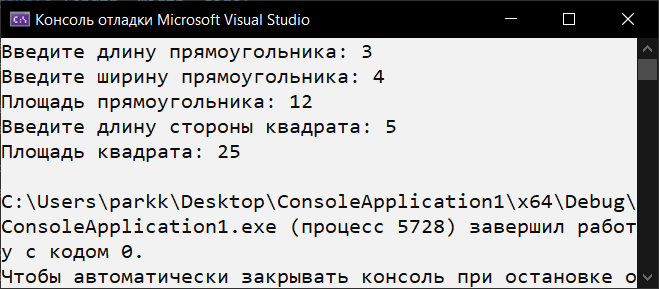 Консоль отладки Microsoft Visual Studio
Введите длину прямоугольника: 3
Введите ширину прямоугольника: 4
Площадь прямоугольника: 12
Введите длину стороны квадрата: 5
Площадь квадрата: 25
C:\Users\parkk\Desktop\ConsoleApplication1\x64\Debug\
ConsoleApplication1.exe (процесс 5728) завершил работ
у с кодом 0.
Чтобы автоматически закрывать консоль при остановке о